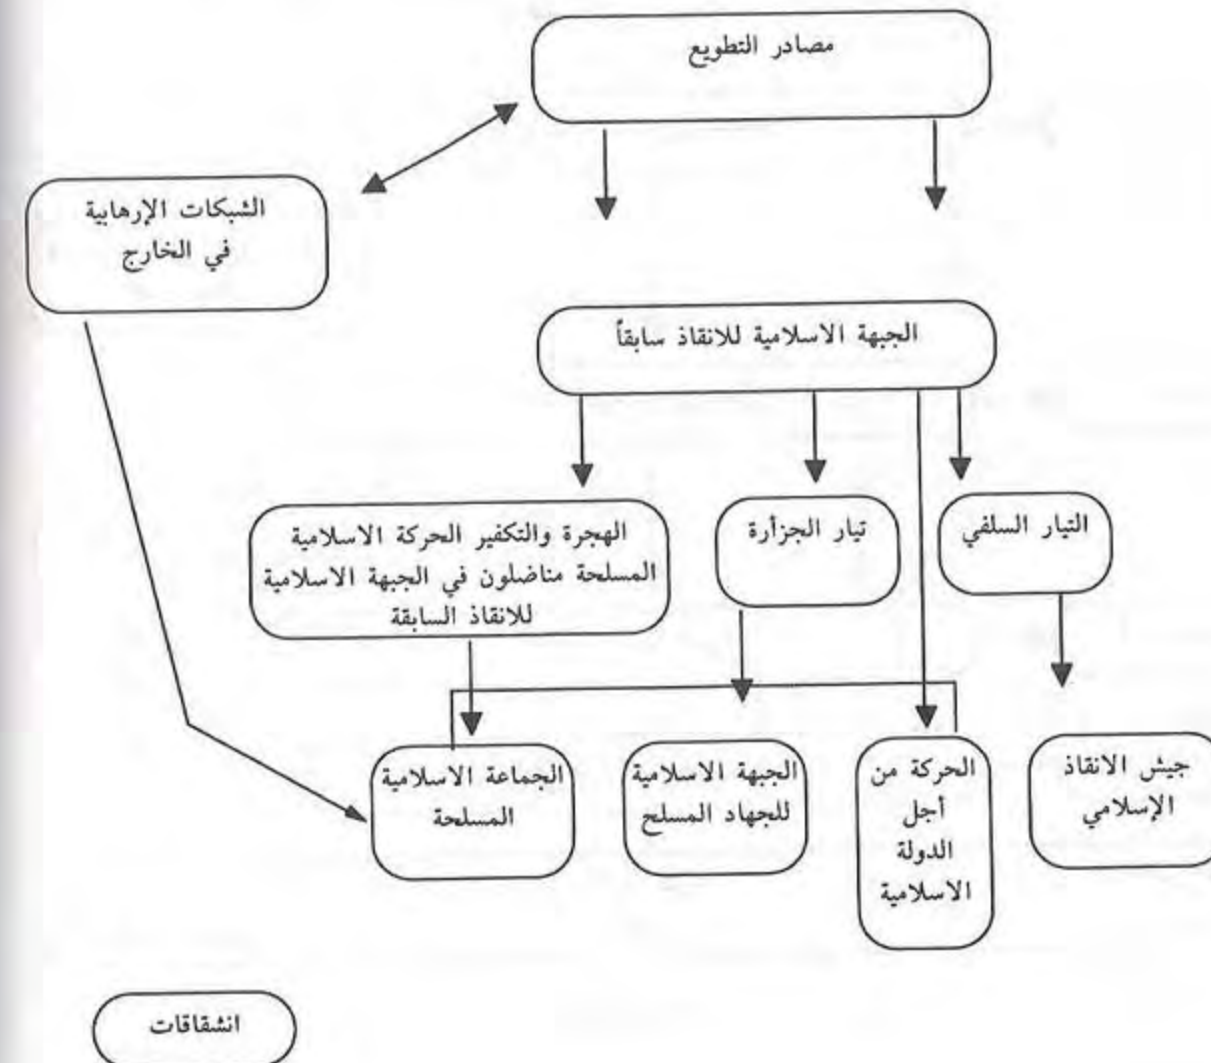 مصادر التطويع
الشبكات الإرهابية
في الخارج
الجبهة الاسلامية للانقاذ سابقاً
التيار السلفي
تيار الجزأرة
الهجرة والتكفير الحركة الاسلامية
المسلحة مناضلون في الجبهة الاسلامية
للانقاذ السابقة
جيش الانقاذ
الإسلامي
الحركة من
أجل
الدولة
الاسلامية
الجبهة الاسلامية
للجهاد المسلح
الجماعة الاسلامية
المسلحة
انشقاقات